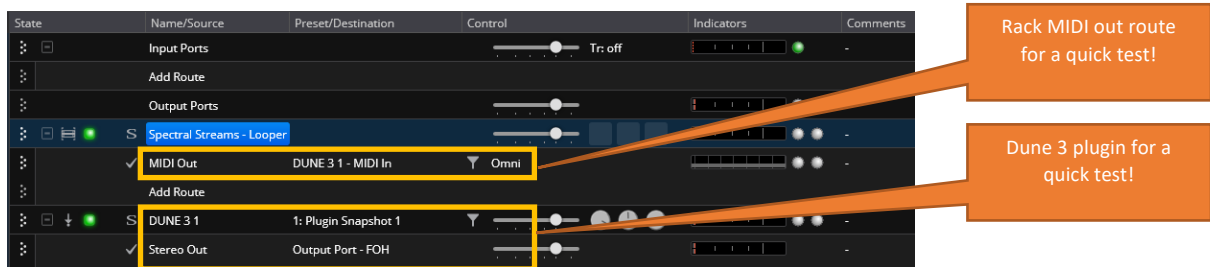 State Name/Source Preset/Destination Control Indicators Comments
Input Ports Tr: off -
Add Route
Output Ports -
S Spectral Streams - Looper -
MIDI Out DUNE 3 1 - MIDI In Omni -
Add Route
S DUNE 3 1 1: Plugin Snapshot 1 -
Stereo Out Output Port - FOH -
Rack MIDI out route
for a quick test!
Dune 3 plugin for a
quick test!